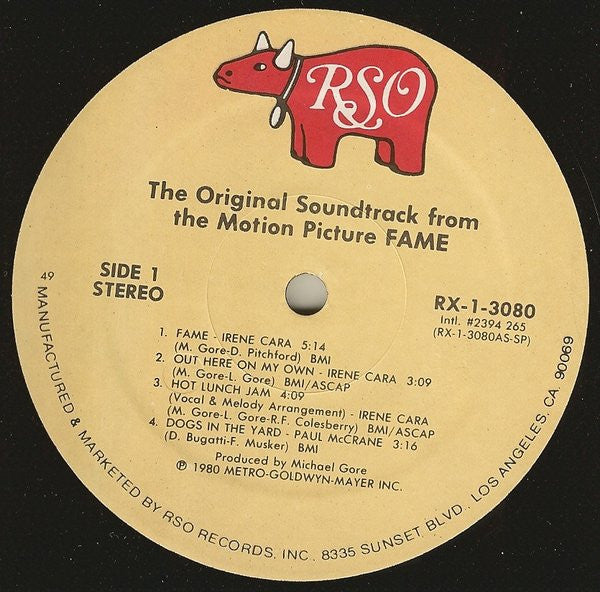 RSO
The Original Soundtrack from
the Motion Picture FAME
SIDE 1
STEREO
RX-1-3080
Intl. #2394 265
(RX-1-3080AS-SP)
49
1. FAME - IRENE CARA 5:14
(M. Gore-D. Pitchford) BMI
2. OUT HERE ON MY OWN - IRENE CARA 3:09
(M. Gore-L. Gore) BMI/ASCAP
3. HOT LUNCH JAM 4:09
(Vocal & Melody Arrangement) - IRENE CARA
(M. Gore-L. Gore-R.F. Colesberry) BMI/ASCAP
4. DOGS IN THE YARD - PAUL McCRANE 3:16
(D. Bugatti-F. Musker) BMI
Produced by Michael Gore
℗ 1980 METRO-GOLDWYN-MAYER INC.
MANUFACTURED & MARKETED BY RSO RECORDS, INC., 8335 SUNSET BLVD., LOS ANGELES, CA. 90069